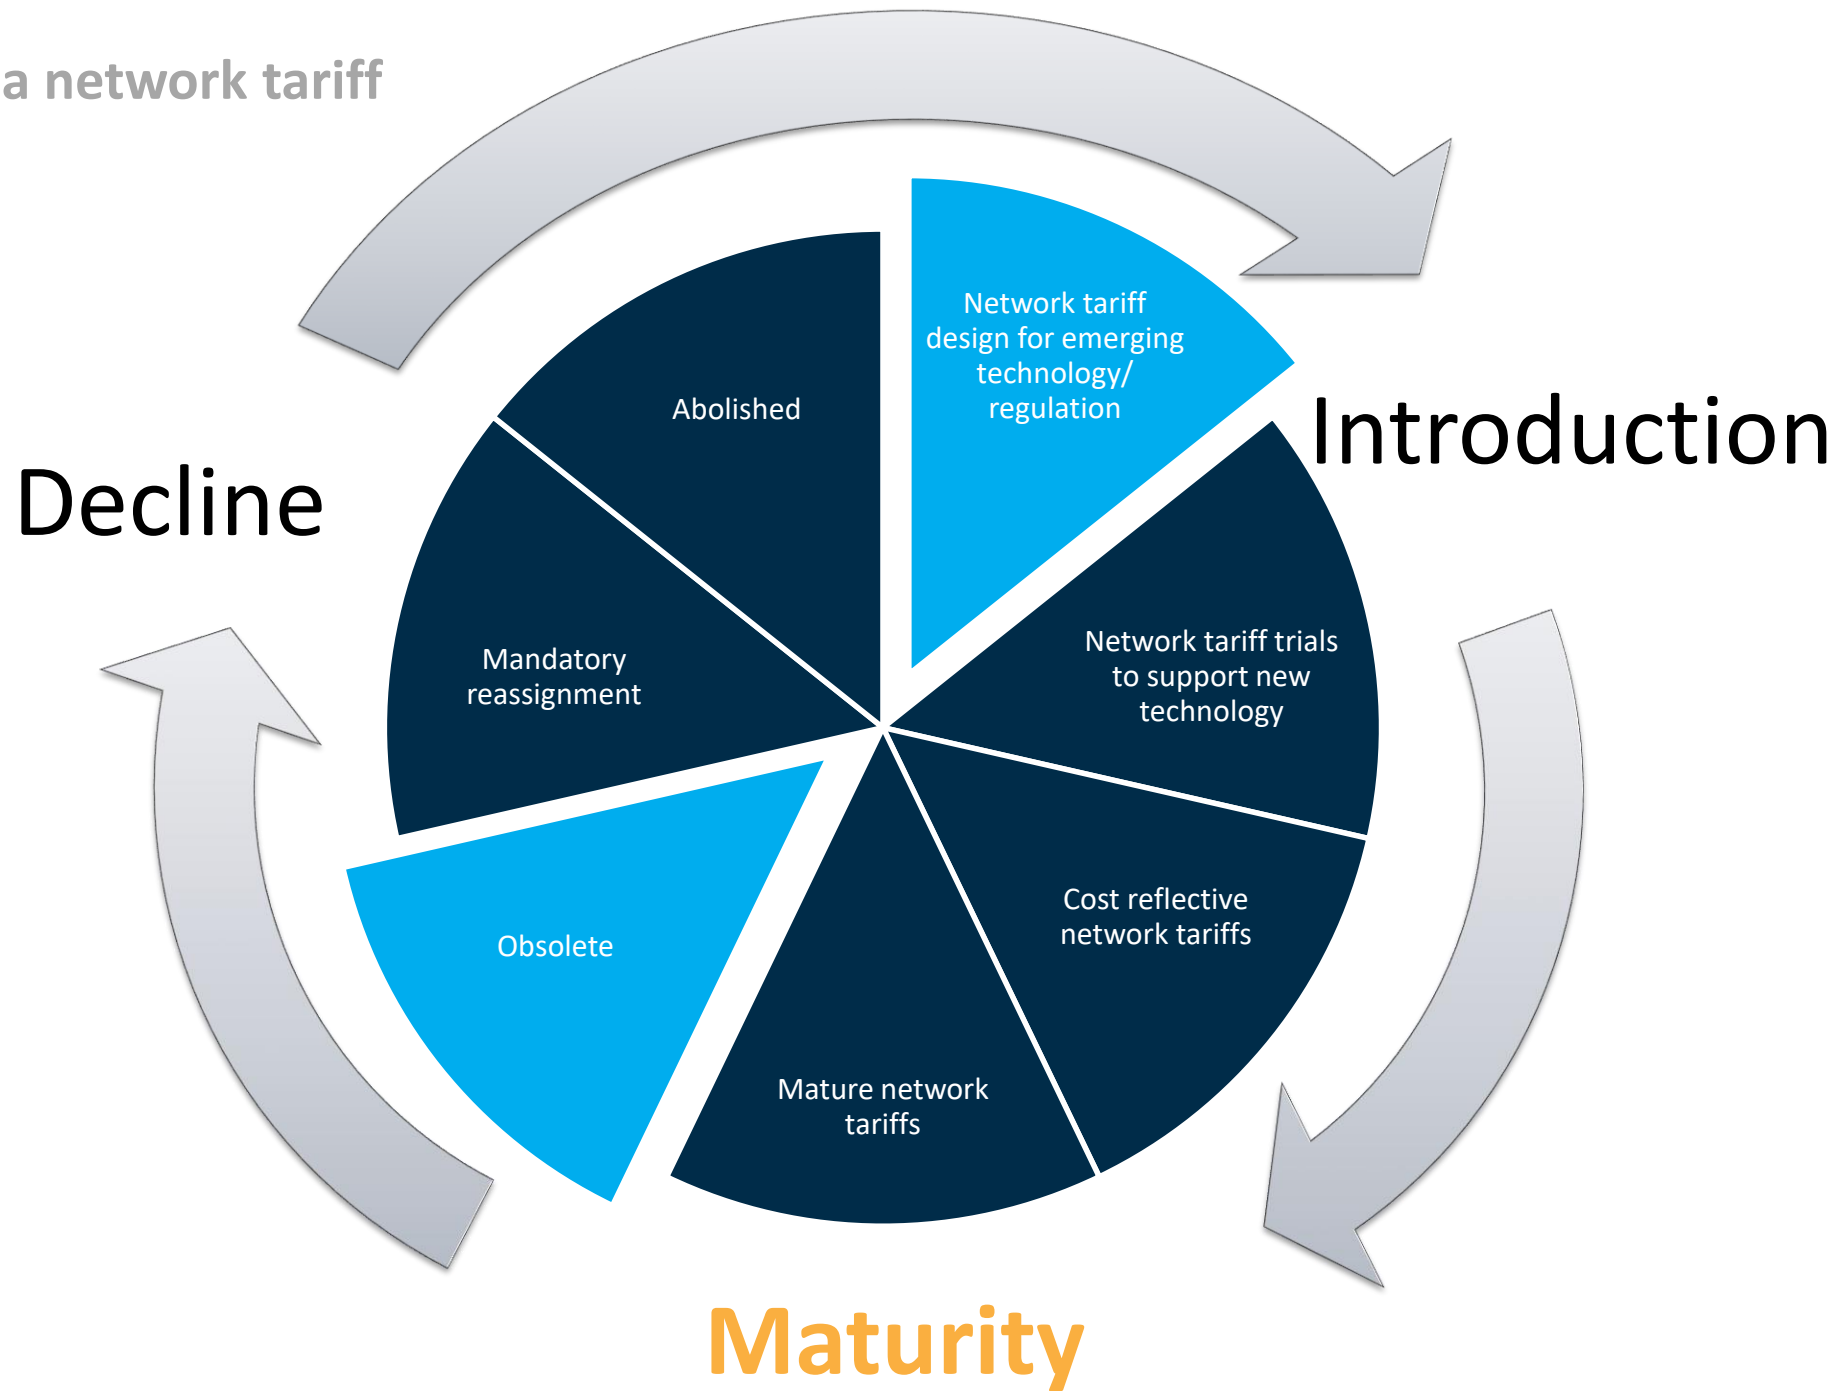 a network tariff
Network tariff
design for emerging
technology/
regulation
Introduction
Network tariff trials
to support new
technology
Cost reflective
network tariffs
Mature network
tariffs
Maturity
Obsolete
Mandatory
reassignment
Decline
Abolished